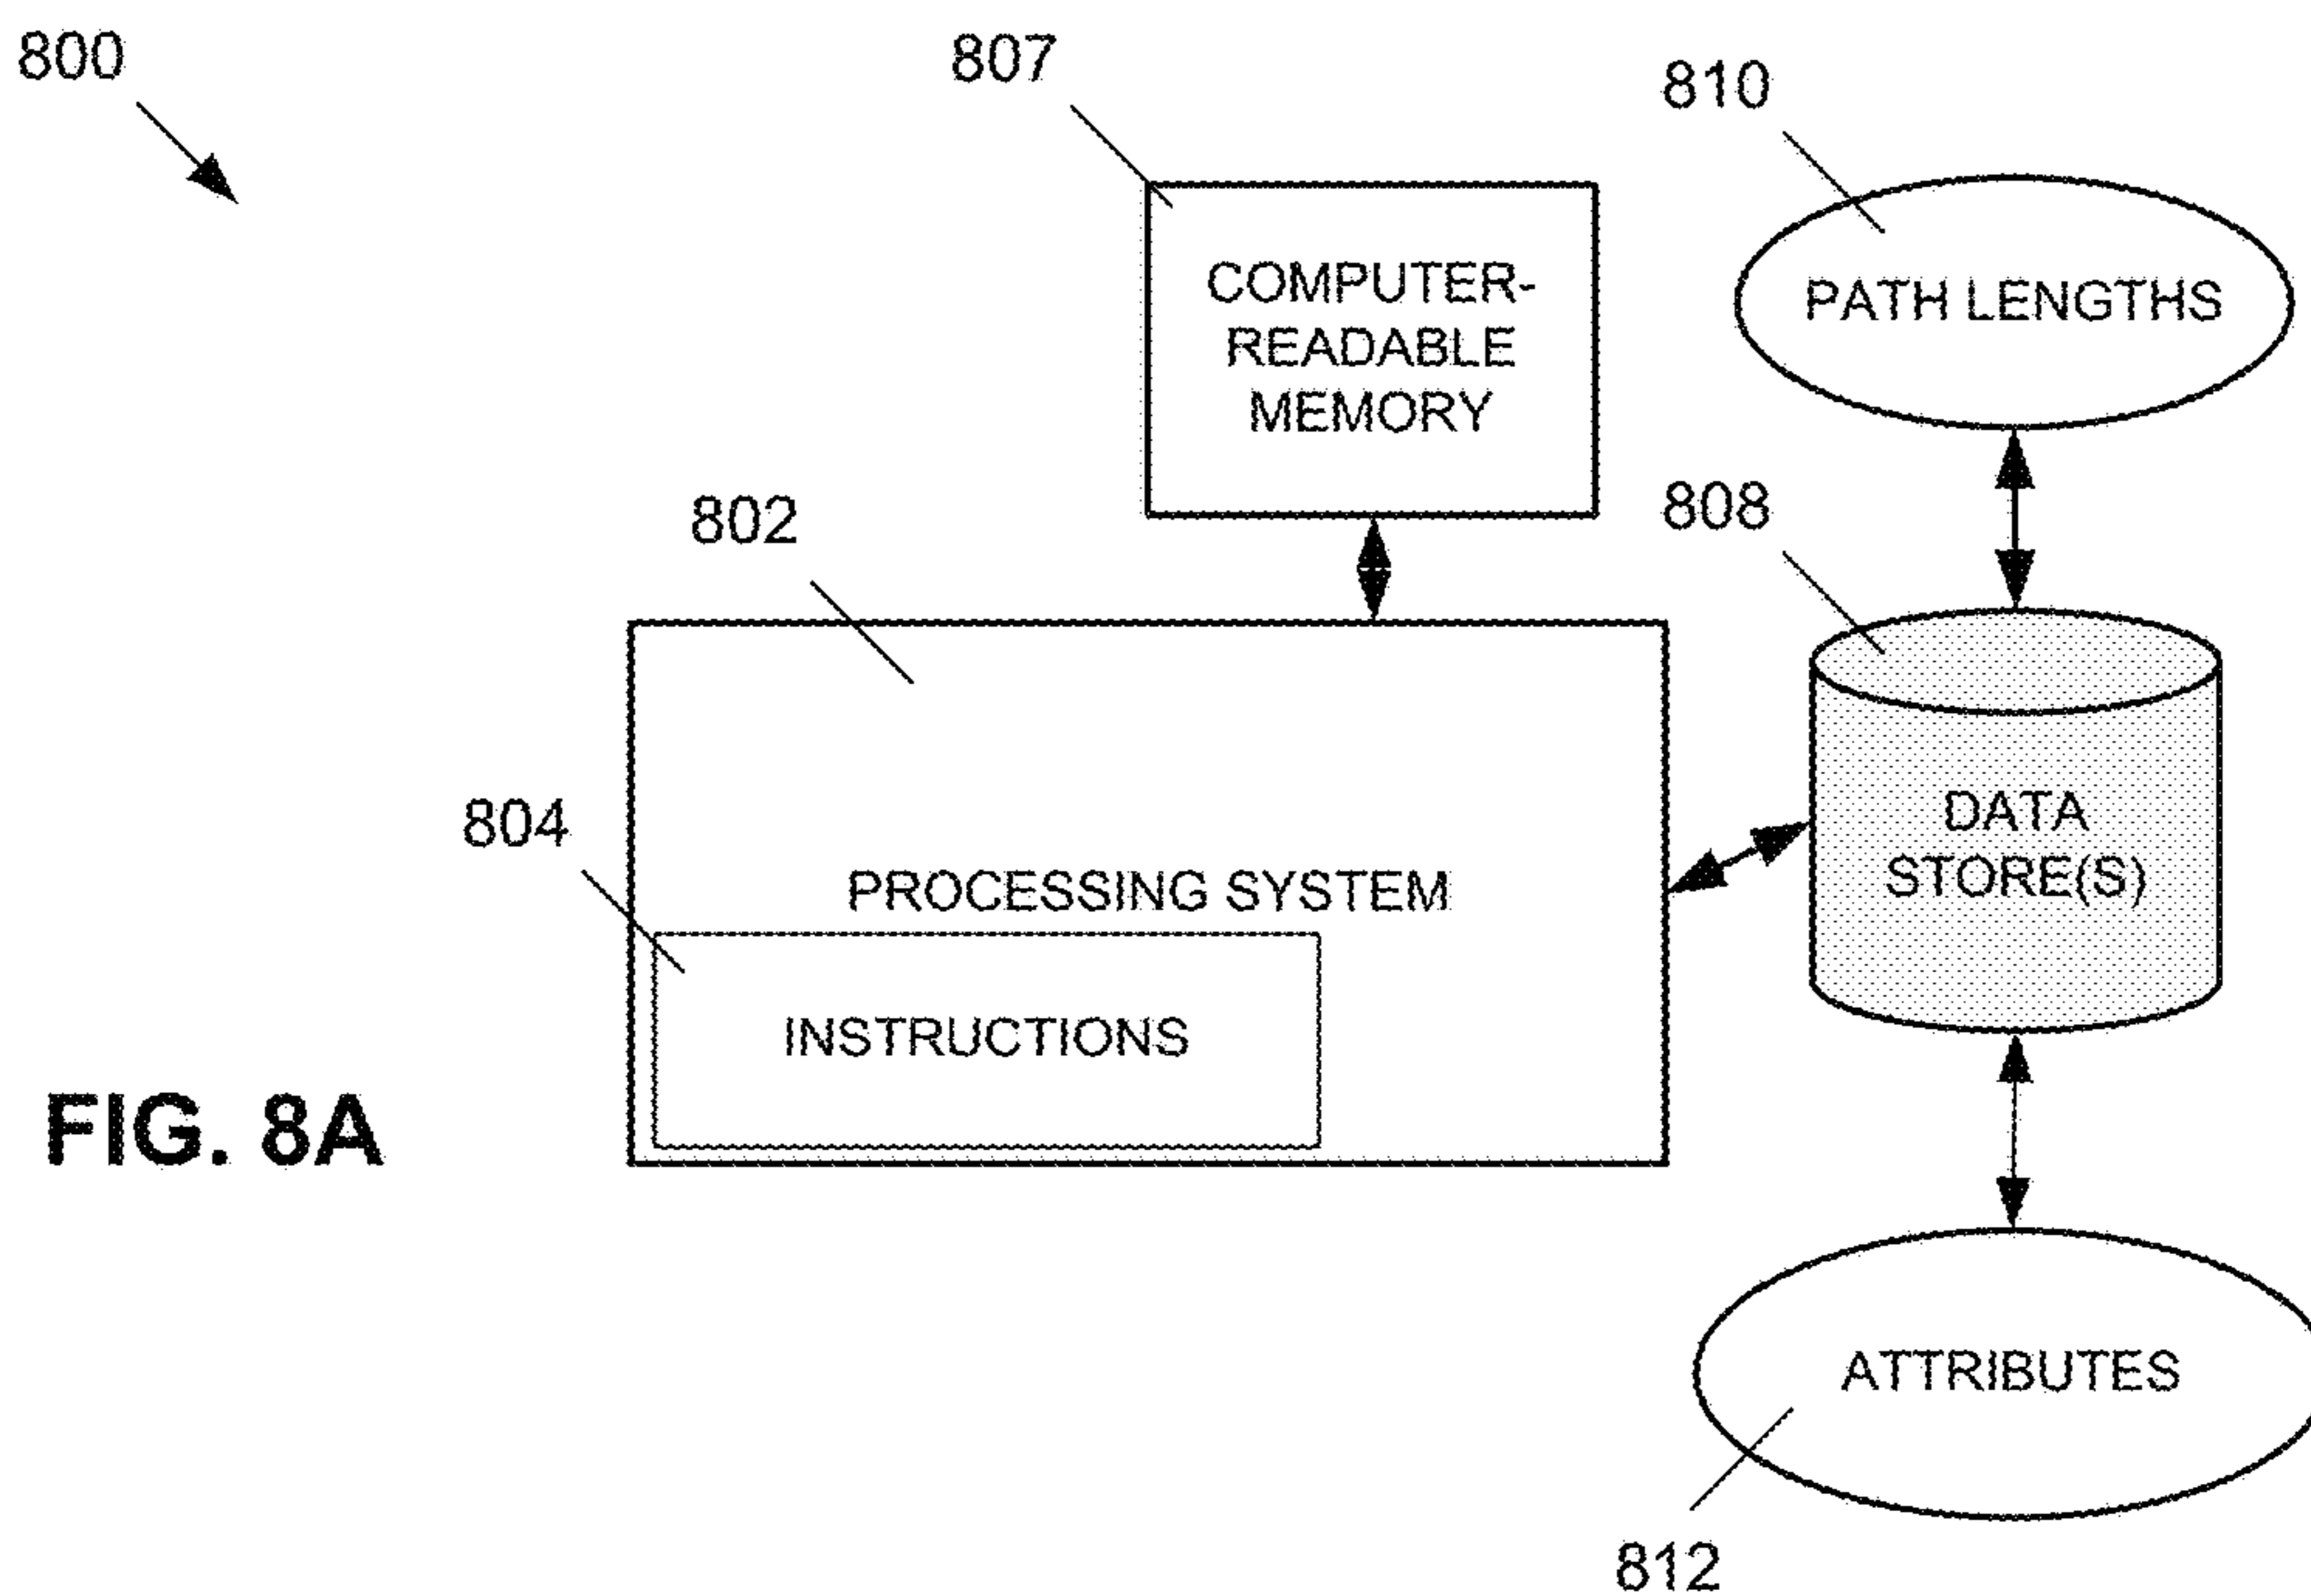 800
807
810
COMPUTER-
READABLE
MEMORY
PATH LENGTHS
802
808
804
PROCESSING SYSTEM
DATA
STORE(S)
INSTRUCTIONS
FIG. 8A
ATTRIBUTES
812